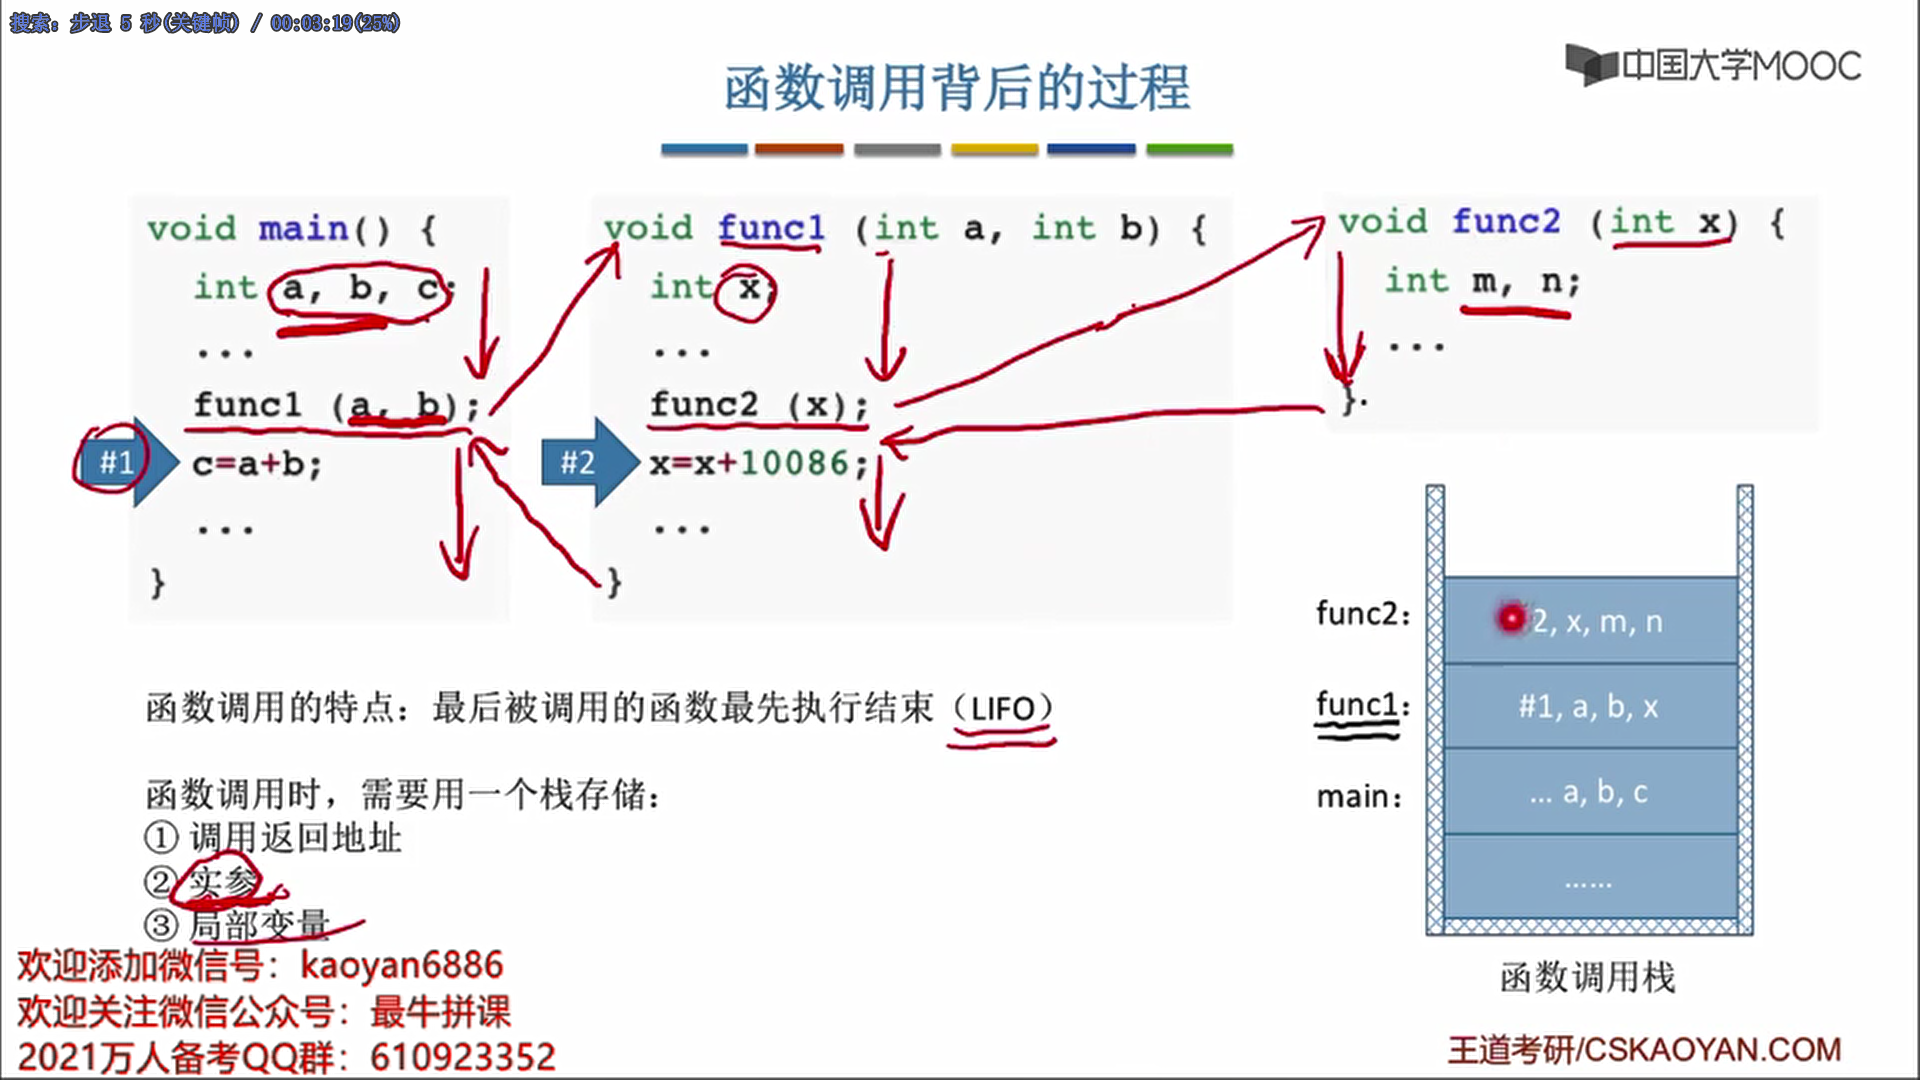 搜索: 步退 5 秒(关键帧) / 00:03:19(25%)
中国大学MOOC
函数调用背后的过程
void main() {
int a, b, c;
...
func1 (a, b);
#1
c=a+b;
...
}
void func1 (int a, int b) {
int x;
...
func2 (x);
#2
x=x+10086;
...
}
void func2 (int x) {
int m, n;
...
}
函数调用的特点：最后被调用的函数最先执行结束（LIFO）
函数调用时，需要用一个栈存储：
① 调用返回地址
② 实参
③ 局部变量
func2：
2, x, m, n
func1：
#1, a, b, x
main：
... a, b, c
……
函数调用栈
欢迎添加微信号：kaoyan6886
欢迎关注微信公众号：最牛拼课
2021万人备考QQ群：610923352
王道考研/CSKAOYAN.COM